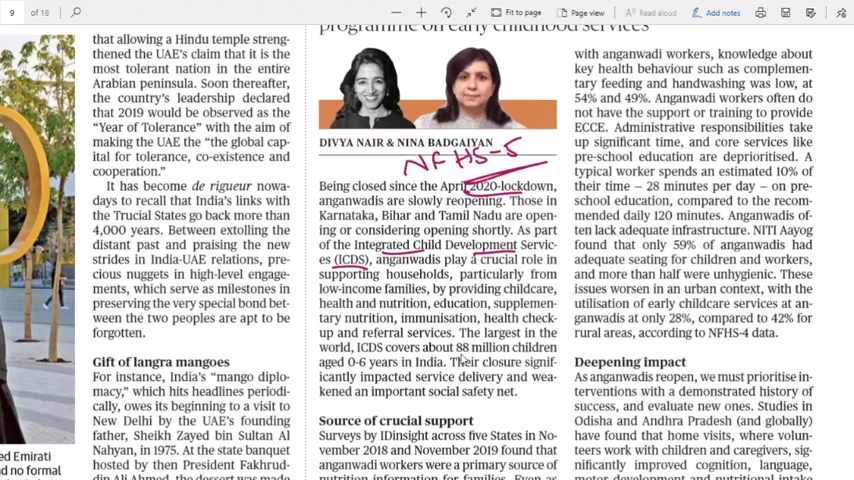 9
of 18
Fit to page
Page view
Read aloud
Add notes
that allowing a Hindu temple streng-
thened the UAE's claim that it is the
most tolerant nation in the entire
Arabian peninsula. Soon thereafter,
the country's leadership declared
that 2019 would be observed as the
"Year of Tolerance" with the aim of
making the UAE the "the global cap-
ital for tolerance, co-existence and
cooperation."
It has become de rigueur nowa-
days to recall that India's links with
the Trucial States go back more than
4,000 years. Between extolling the
distant past and praising the new
strides in India-UAE relations, pre-
cious nuggets in high-level engage-
ments, which serve as milestones in
preserving the very special bond bet-
ween the two peoples are apt to be
forgotten.
Gift of langra mangoes
For instance, India's "mango diplo-
macy," which hits headlines periodi-
cally, owes its beginning to a visit to
New Delhi by the UAE's founding
father, Sheikh Zayed bin Sultan Al
Nahyan, in 1975. At the state banquet
hosted by then President Fakhrud-
din Ali Ahmed, the dessert was made
ed Emirati
nd no formal
programme on early childhood services
DIVYA NAIR & NINA BADGAIYAN
NFHS-5
Being closed since the April 2020-lockdown,
anganwadis are slowly reopening. Those in
Karnataka, Bihar and Tamil Nadu are open-
ing or considering opening shortly. As part
of the Integrated Child Development Servic-
es (ICDS), anganwadis play a crucial role in
supporting households, particularly from
low-income families, by providing childcare,
health and nutrition, education, supplemen-
tary nutrition, immunisation, health check-
up and referral services. The largest in the
world, ICDS covers about 88 million children
aged 0-6 years in India. Their closure signif-
icantly impacted service delivery and wea-
kened an important social safety net.
Source of crucial support
Surveys by IDinsight across five States in No-
vember 2018 and November 2019 found that
anganwadi workers were a primary source of
nutrition information for families. Even as
with anganwadi workers, knowledge about
key health behaviour such as complemen-
tary feeding and handwashing was low, at
54% and 49%. Anganwadi workers often do
not have the support or training to provide
ECCE. Administrative responsibilities take
up significant time, and core services like
pre-school education are deprioritised. A
typical worker spends an estimated 10% of
their time – 28 minutes per day – on pre-
school education, compared to the recom-
mended daily 120 minutes. Anganwadis of-
ten lack adequate infrastructure. NITI Aayog
found that only 59% of anganwadis had
adequate seating for children and workers,
and more than half were unhygienic. These
issues worsen in an urban context, with the
utilisation of early childcare services at an-
ganwadis at only 28%, compared to 42% for
rural areas, according to NFHS-4 data.
Deepening impact
As anganwadis reopen, we must prioritise in-
terventions with a demonstrated history of
success, and evaluate new ones. Studies in
Odisha and Andhra Pradesh (and globally)
have found that home visits, where volun-
teers work with children and caregivers, sig-
nificantly improved cognition, language,
motor development and nutritional intake